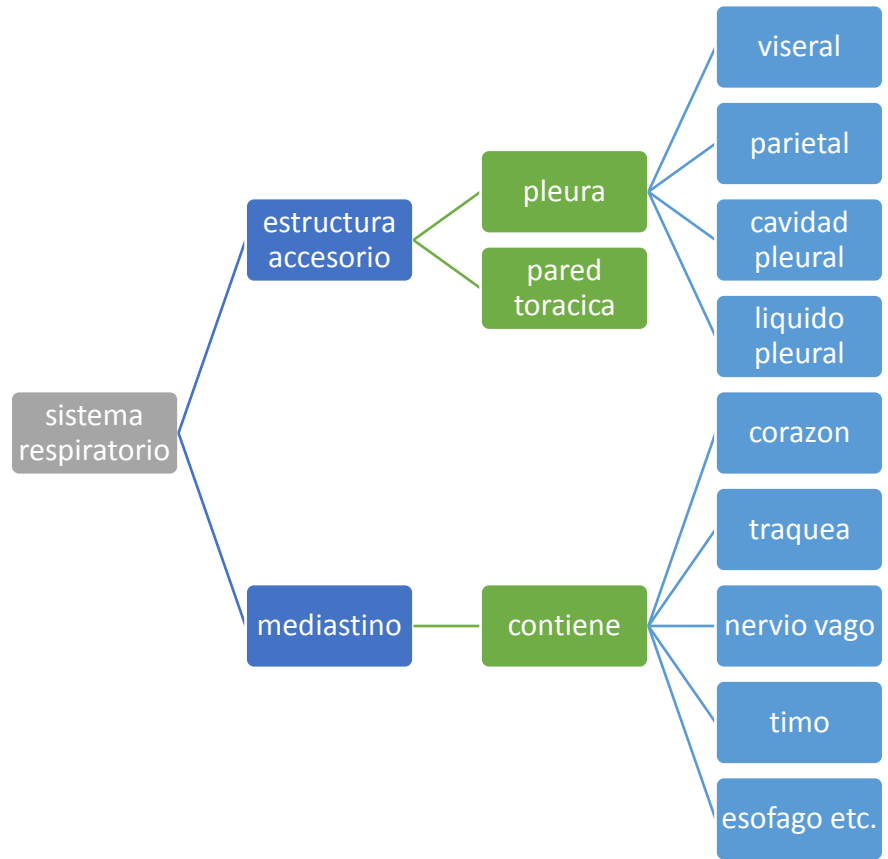 sistema
respiratorio
estructura
accesorio
pleura
viseral
parietal
cavidad
pleural
liquido
pleural
pared
toracica
mediastino
contiene
corazon
traquea
nervio vago
timo
esofago etc.